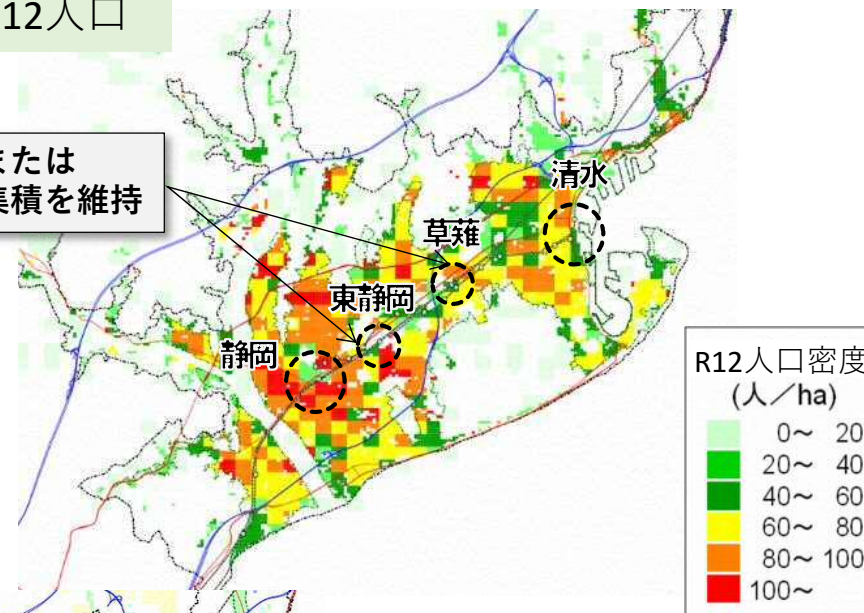 12人口
または
集積を維持
清水
草薙
東静岡
静岡
R12人口密度
(人／ha)
0～ 20
20～ 40
40～ 60
60～ 80
80～ 100
100～